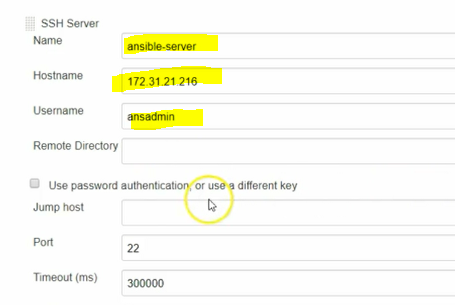 SSH Server
Name
ansible-server
Hostname
172.31.21.216
Username
ansadmin
Remote Directory
Use password authentication, or use a different key
Jump host
Port
22
Timeout (ms)
300000